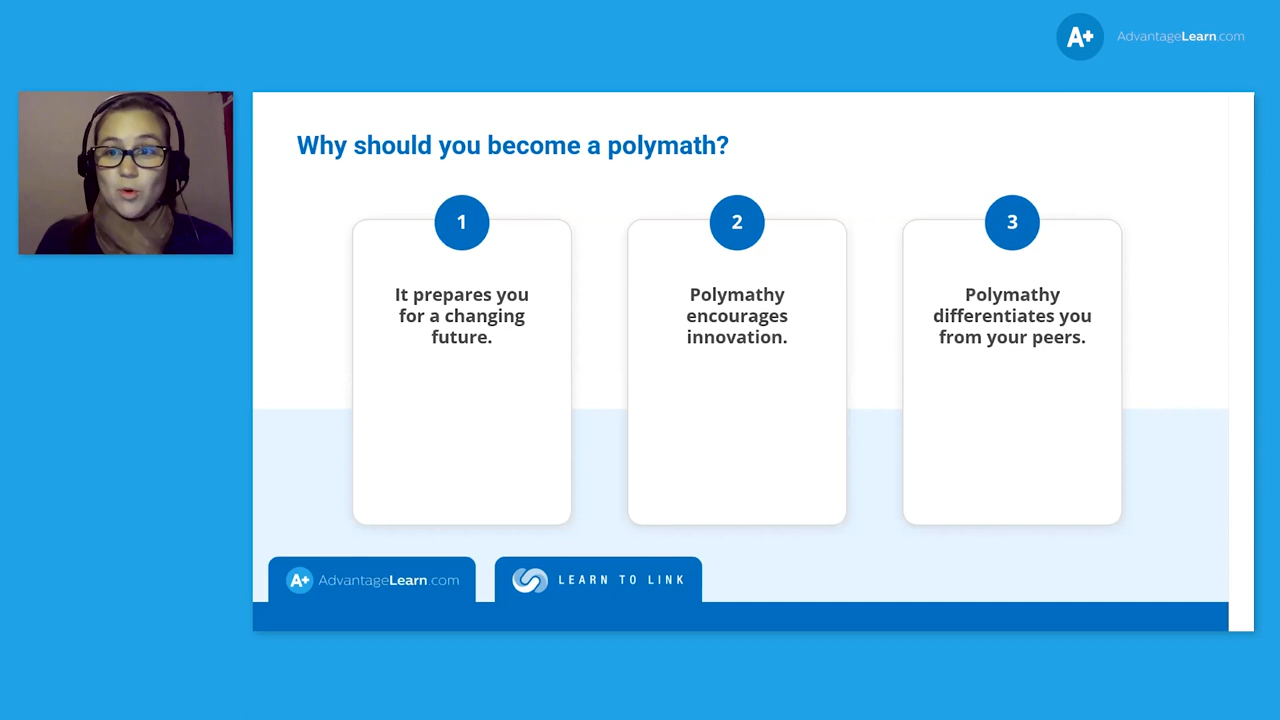 A+ AdvantageLearn.com
Why should you become a polymath?
1
It prepares you
for a changing
future.
2
Polymathy
encourages
innovation.
3
Polymathy
differentiates you
from your peers.
A+ AdvantageLearn.com
LEARN TO LINK